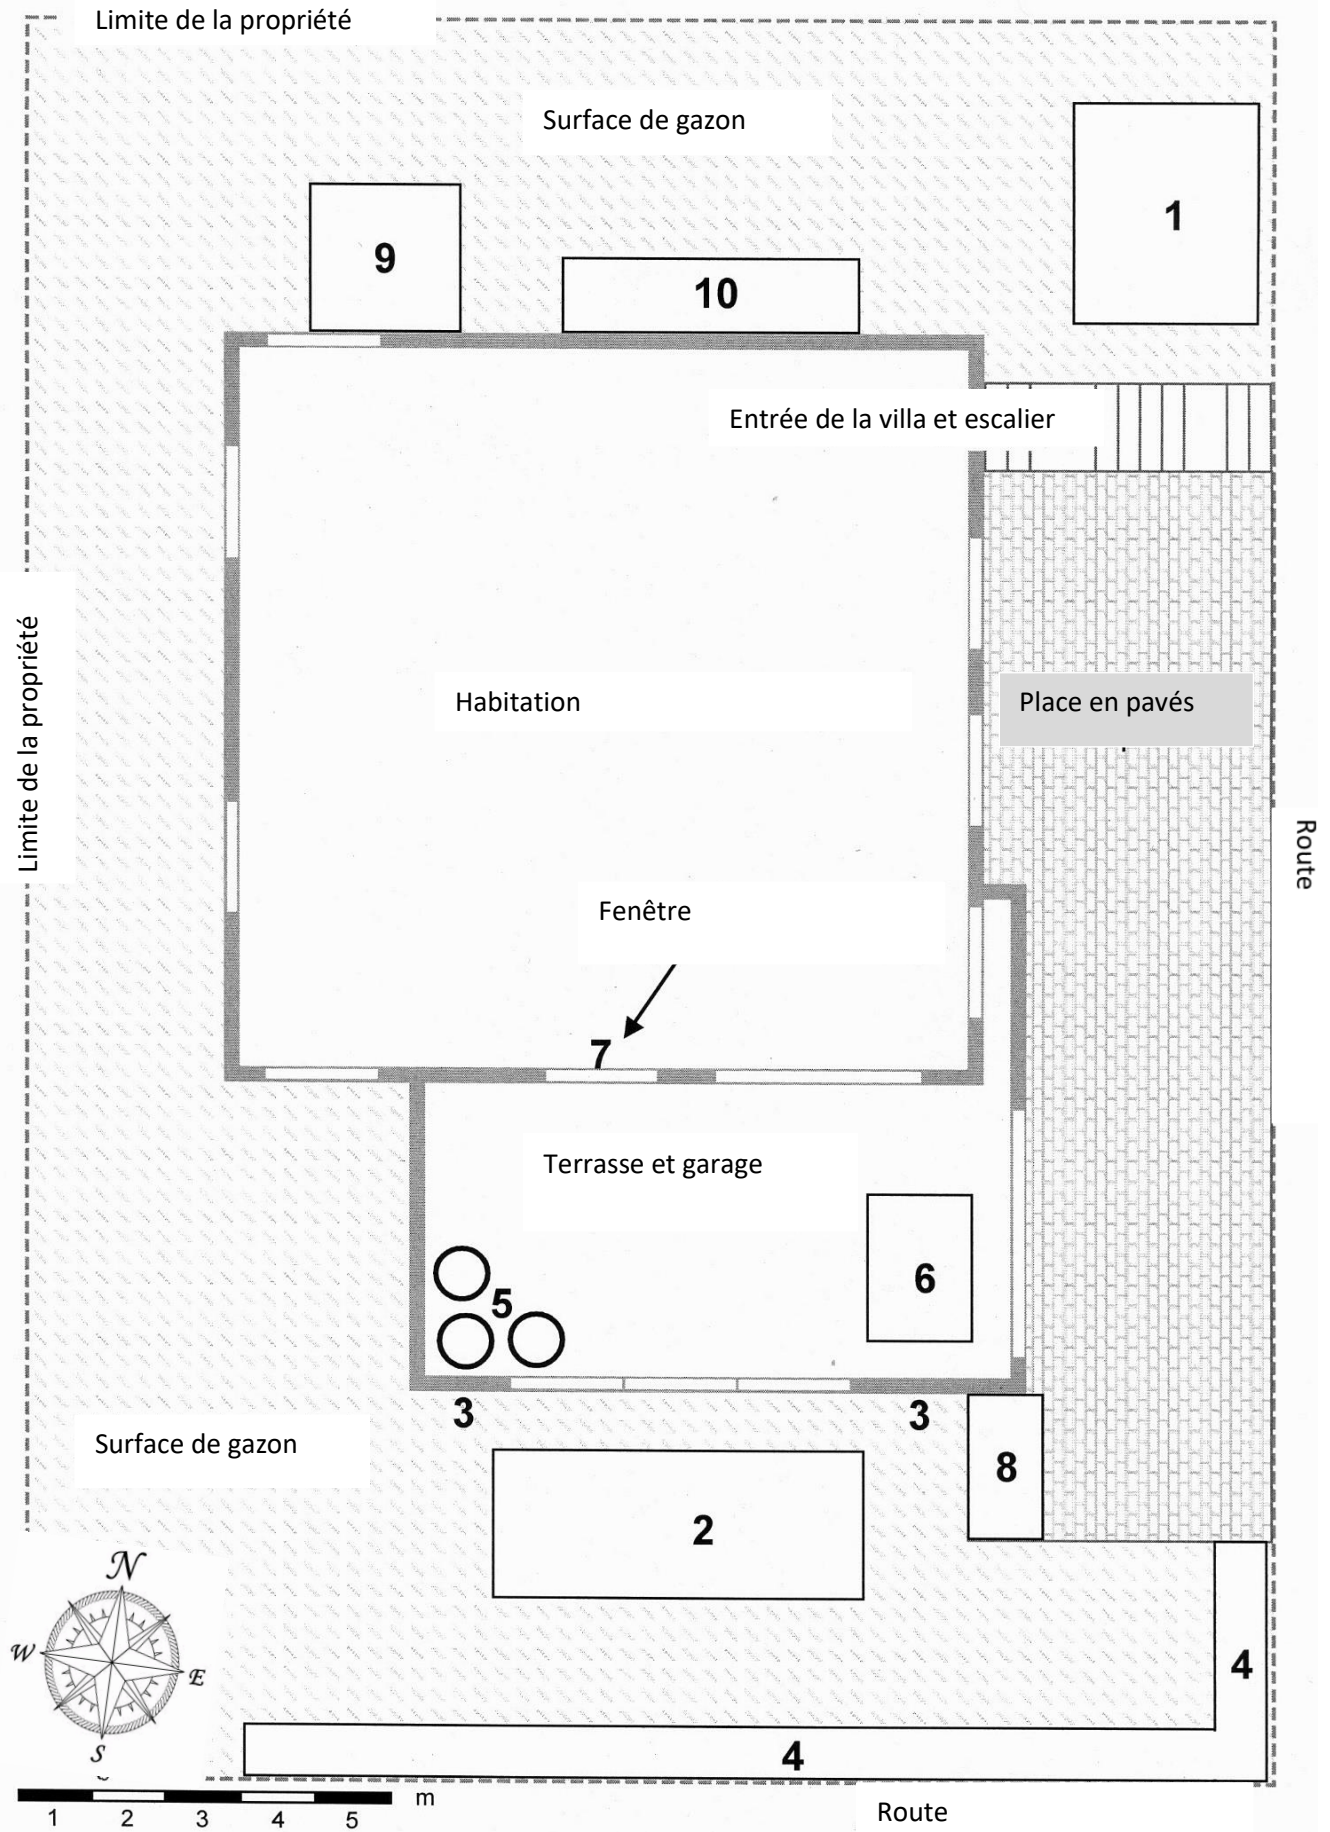 Limite de la propriété
Surface de gazon
1
9
10
Entrée de la villa et escalier
Limite de la propriété
Habitation
Place en pavés
Route
Fenêtre
7
Terrasse et garage
6
5
3
3
Surface de gazon
8
2
N
W
E
S
4
4
m
1 2 3 4 5
Route